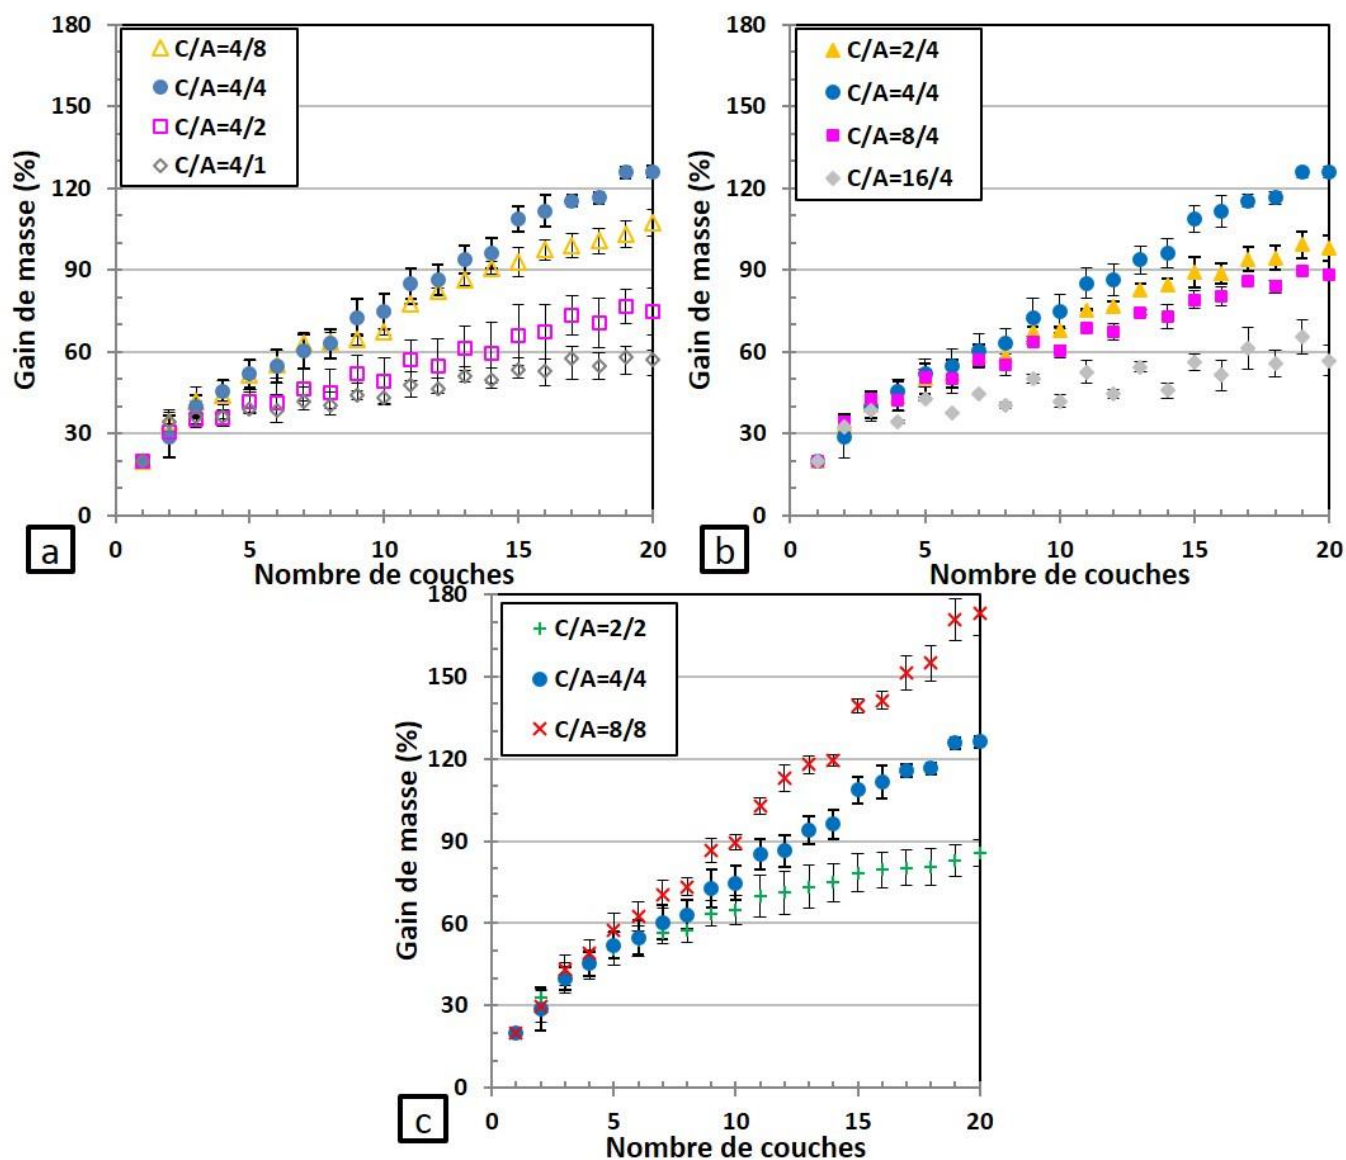 180
150
120
90
60
30
0
Gain de masse (%)
C/A=4/8
C/A=4/4
C/A=4/2
C/A=4/1
0 5 10 15 20
Nombre de couches
a
180
150
120
90
60
30
0
Gain de masse (%)
C/A=2/4
C/A=4/4
C/A=8/4
C/A=16/4
0 5 10 15 20
Nombre de couches
b
180
150
120
90
60
30
0
Gain de masse (%)
C/A=2/2
C/A=4/4
C/A=8/8
0 5 10 15 20
Nombre de couches
c